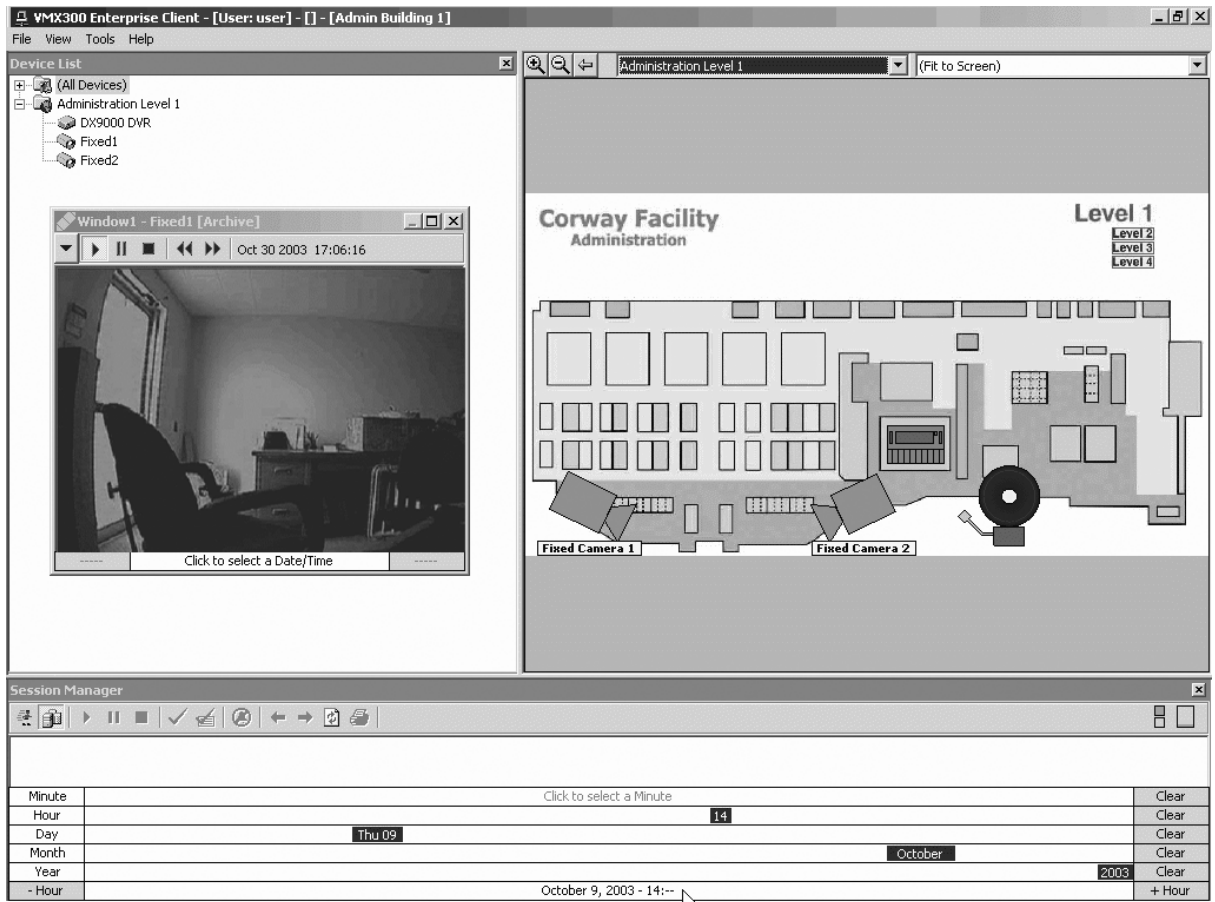 VMX300 Enterprise Client - [User: user] - [] - [Admin Building 1]
File View Tools Help
Device List
(All Devices)
Administration Level 1
DX9000 DVR
Fixed1
Fixed2
Window1 - Fixed1 [Archive]
Oct 30 2003 17:06:16
----- Click to select a Date/Time -----
Administration Level 1 (Fit to Screen)
Corway Facility
Administration
Level 1
Level 2
Level 3
Level 4
Fixed Camera 1 Fixed Camera 2
Session Manager
Minute Click to select a Minute Clear
Hour 14 Clear
Day Thu 09 Clear
Month October Clear
Year 2003 Clear
- Hour October 9, 2003 - 14:-- + Hour